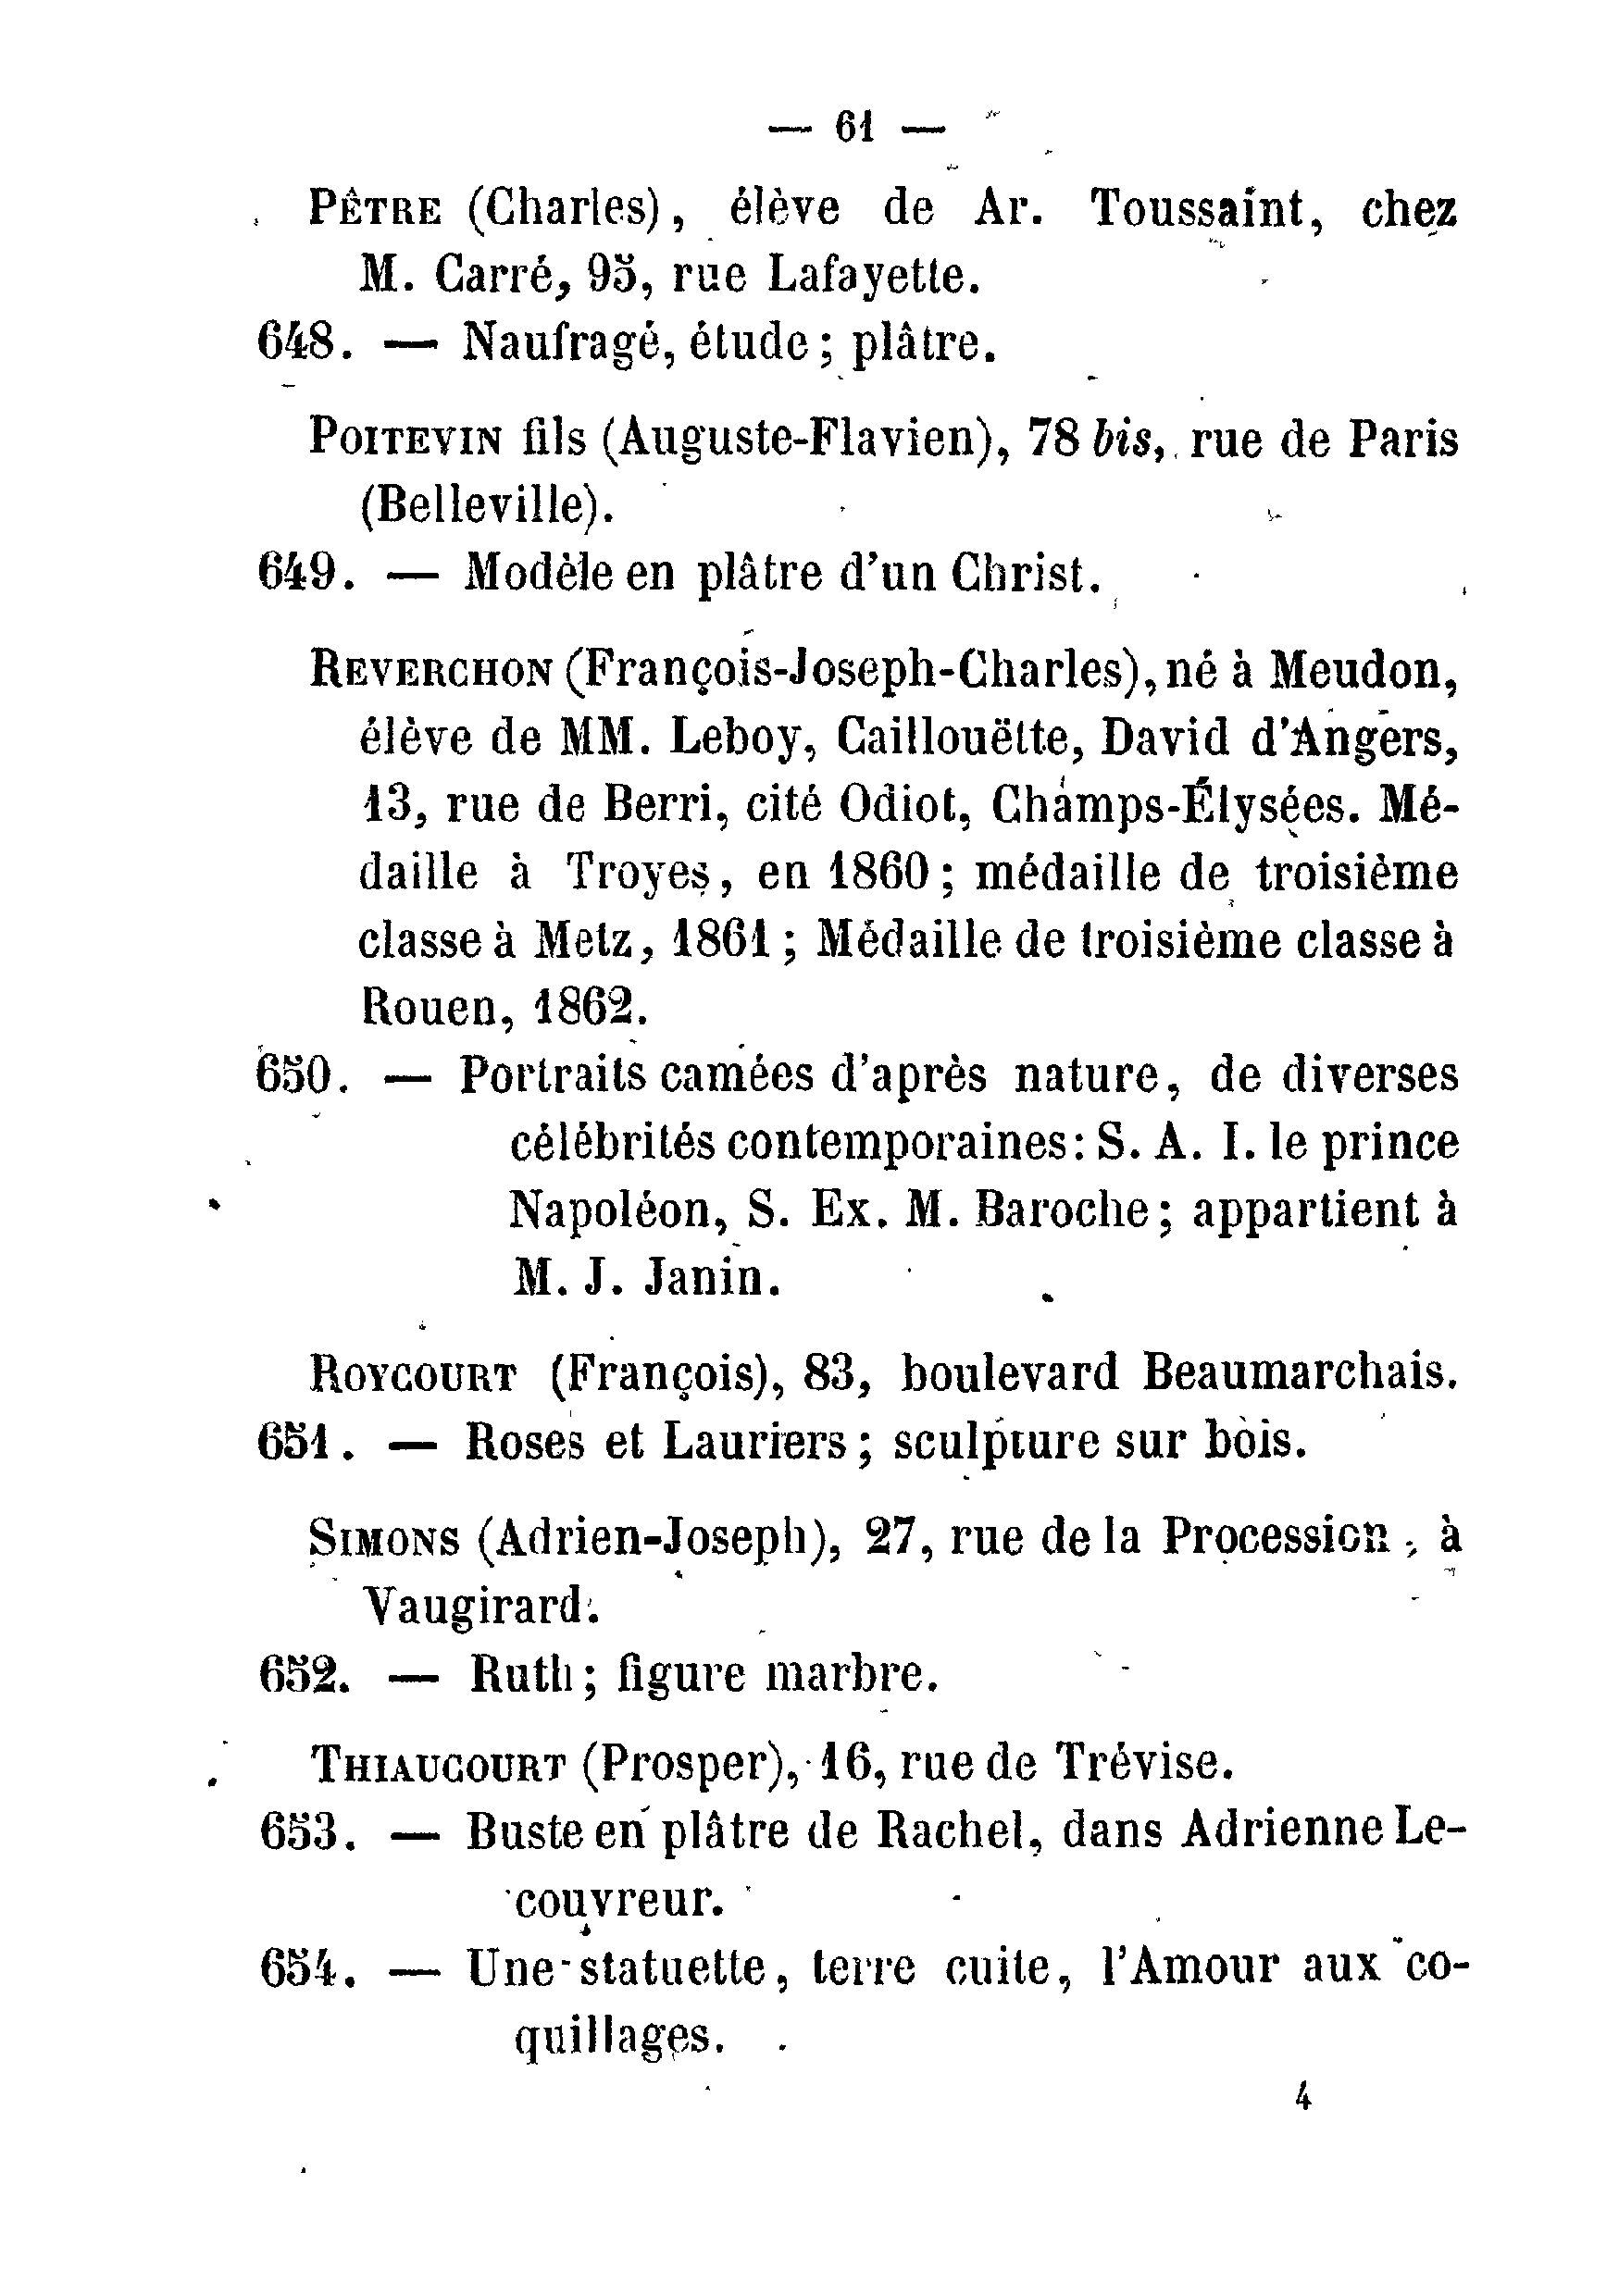 — 61 —
PÊTRE (Charles), élève de Ar. Toussaint, chez
M. Carré, 95, rue Lafayette.
648. — Naufragé, étude; plâtre.
POITEVIN fils (Auguste-Flavien), 78 bis, rue de Paris
(Belleville).
649. — Modèle en plâtre d'un Christ.
REVERCHON (François-Joseph-Charles), né à Meudon,
élève de MM. Leboy, Caillouëtte, David d'Angers,
13, rue de Berri, cité Odiot, Champs-Élysées. Mé-
daille à Troyes, en 1860; médaille de troisième
classe à Metz, 1861; Médaille de troisième classe à
Rouen, 1862.
650. — Portraits camées d'après nature, de diverses
célébrités contemporaines: S. A. I. le prince
Napoléon, S. Ex. M. Baroche; appartient à
M. J. Janin.
ROYCOURT (François), 83, boulevard Beaumarchais.
651. — Roses et Lauriers; sculpture sur bois.
SIMONS (Adrien-Joseph), 27, rue de la Procession, à
Vaugirard.
652. — Ruth; figure marbre.
THIAUCOURT (Prosper), 16, rue de Trévise.
653. — Buste en plâtre de Rachel, dans Adrienne Le-
couvreur.
654. — Une statuette, terre cuite, l'Amour aux co-
quillages.
4